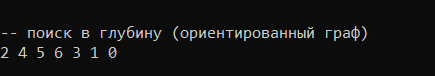 -- поиск в глубину (ориентированный граф)
2 4 5 6 3 1 0